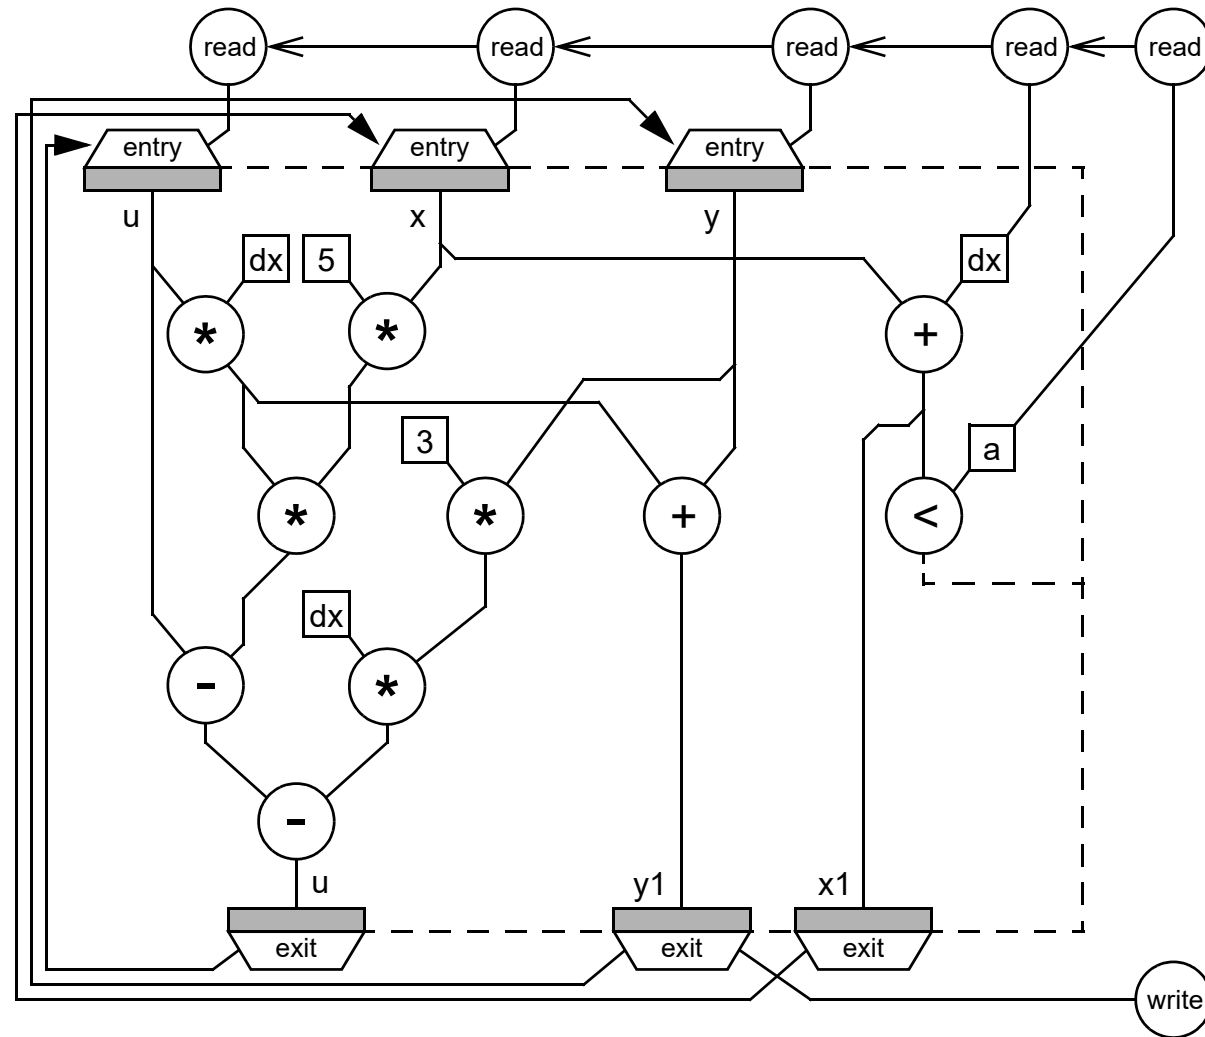 read read read read read
entry entry entry
u x y
dx 5 dx
* * +
3 a
* * + <
dx
- *
-
u y1 x1
exit exit exit
write